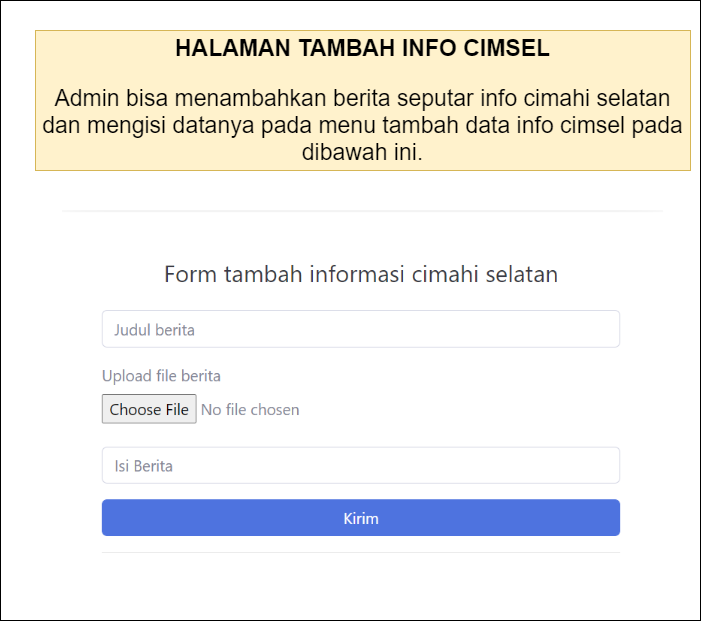 HALAMAN TAMBAH INFO CIMSEL
Admin bisa menambahkan berita seputar info cimahi selatan
dan mengisi datanya pada menu tambah data info cimsel pada
dibawah ini.
Form tambah informasi cimahi selatan
Judul berita
Upload file berita
Choose File No file chosen
Isi Berita
Kirim